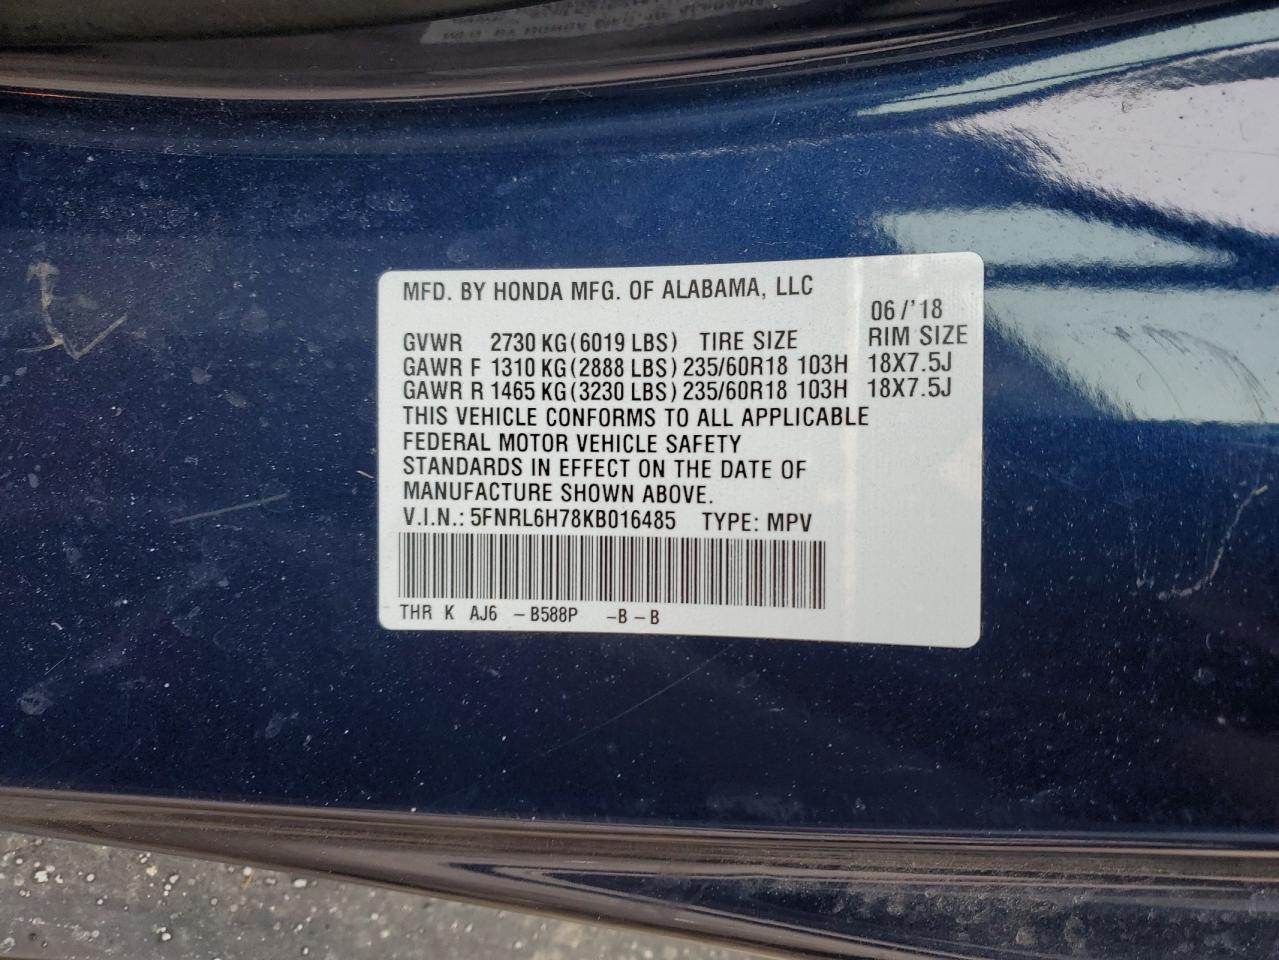 MFD. BY HONDA MFG. OF ALABAMA, LLC
06/'18
GVWR 2730 KG(6019 LBS) TIRE SIZE RIM SIZE
GAWR F 1310 KG(2888 LBS) 235/60R18 103H 18X7.5J
GAWR R 1465 KG(3230 LBS) 235/60R18 103H 18X7.5J
THIS VEHICLE CONFORMS TO ALL APPLICABLE
FEDERAL MOTOR VEHICLE SAFETY
STANDARDS IN EFFECT ON THE DATE OF
MANUFACTURE SHOWN ABOVE.
V.I.N.: 5FNRL6H78KB016485 TYPE: MPV
THR K AJ6 -B588P -B-B